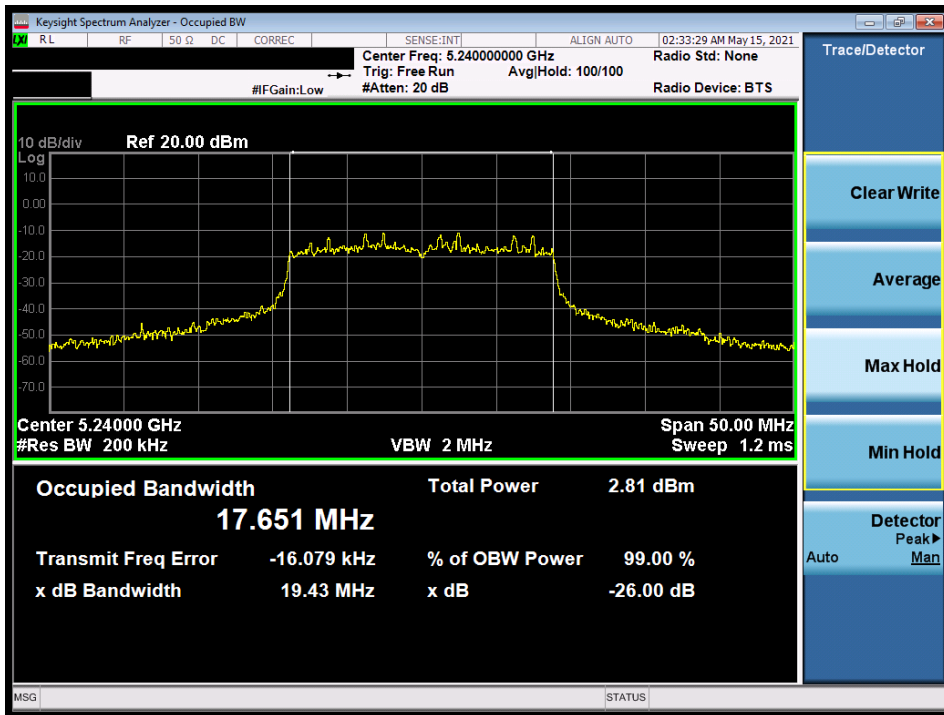 Keysight Spectrum Analyzer - Occupied BW
LXI RL RF 50 Ω DC CORREC SENSE:INT ALIGN AUTO 02:33:29 AM May 15, 2021
Center Freq: 5.240000000 GHz Radio Std: None
Trig: Free Run Avg|Hold: 100/100
#IFGain:Low #Atten: 20 dB Radio Device: BTS
Trace/Detector
10 dB/div Ref 20.00 dBm
Log
10.0
0.00
-10.0
-20.0
-30.0
-40.0
-50.0
-60.0
-70.0
Center 5.24000 GHz Span 50.00 MHz
#Res BW 200 kHz VBW 2 MHz Sweep 1.2 ms
Occupied Bandwidth Total Power 2.81 dBm
17.651 MHz
Transmit Freq Error -16.079 kHz % of OBW Power 99.00 %
x dB Bandwidth 19.43 MHz x dB -26.00 dB
Clear Write
Average
Max Hold
Min Hold
Detector
Peak▶
Auto Man
MSG STATUS